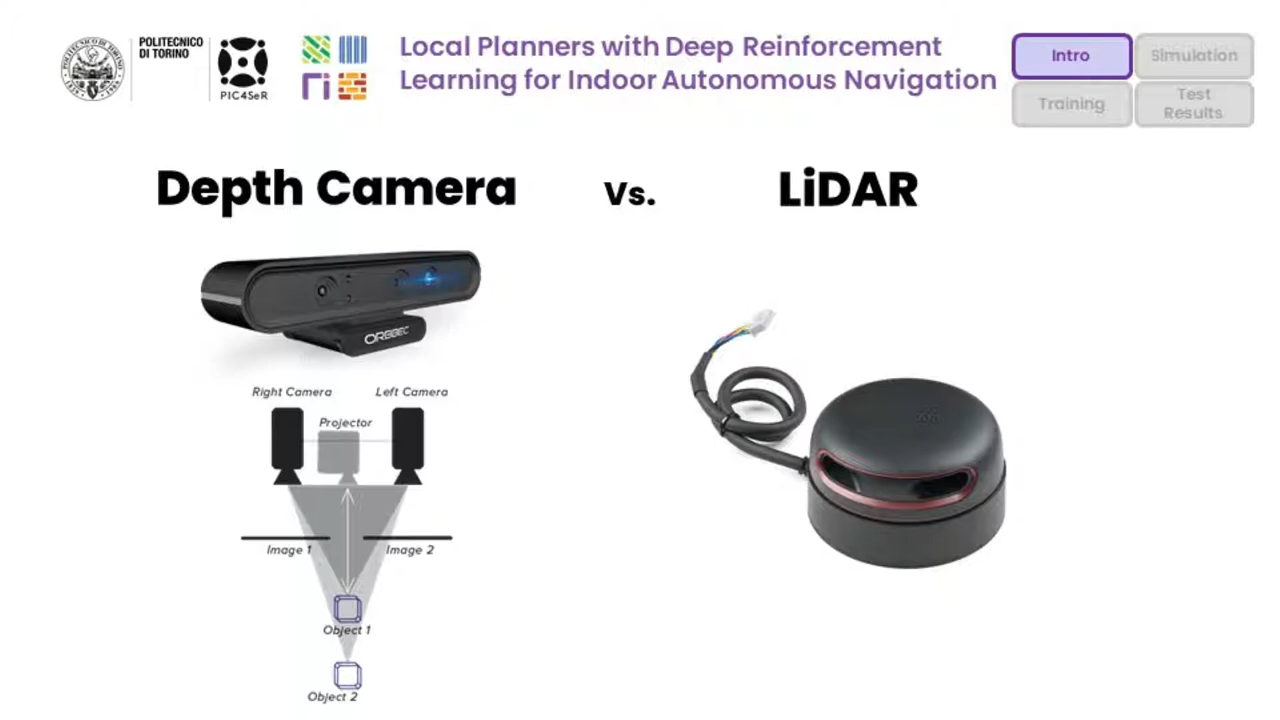 POLITECNICO
DI TORINO
PIC4SeR
Local Planners with Deep Reinforcement
Learning for Indoor Autonomous Navigation
Intro
Simulation
Training
Test
Results
Depth Camera
Vs.
LiDAR
ORBBEC
Right Camera
Left Camera
Projector
Image 1
Image 2
Object 1
Object 2